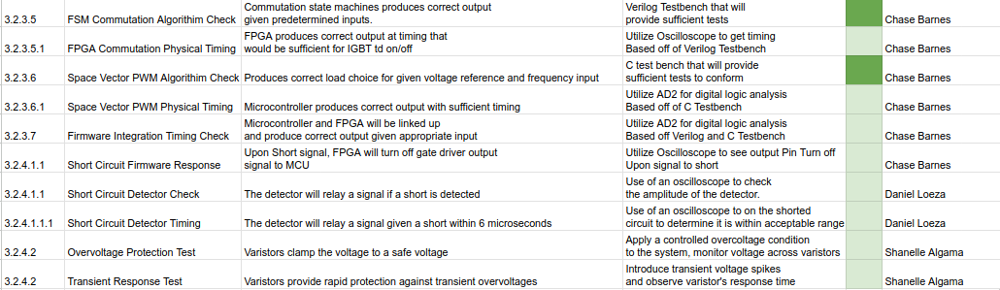 Commutation state machines produces correct output Verilog Testbench that will
3.2.3.5 FSM Commutation Algorithim Check given predetermined inputs. provide sufficient tests Chase Barnes
FPGA produces correct output at timing that Utilize Oscilloscope to get timing
3.2.3.5.1 FPGA Commutation Physical Timing would be sufficient for IGBT td on/off Based off of Verilog Testbench Chase Barnes
C test bench that will provide
3.2.3.6 Space Vector PWM Algorithim Check Produces correct load choice for given voltage reference and frequency input sufficient tests to conform Chase Barnes
Utilize AD2 for digital logic analysis
3.2.3.6.1 Space Vector PWM Physical Timing Microcontroller produces correct output with sufficient timing Based off of C Testbench Chase Barnes
Microcontroller and FPGA will be linked up Utilize AD2 for digital logic analysis
3.2.3.7 Firmware Integration Timing Check and produce correct output given appropriate input Based off Verilog and C Testbench Chase Barnes
Upon Short signal, FPGA will turn off gate driver output Utilize Oscilloscope to see output Pin Turn off
3.2.4.1.1 Short Circuit Firmware Response signal to MCU Upon signal to short Chase Barnes
Use of an oscilloscope to check
3.2.4.1.1 Short Circuit Detector Check The detector will relay a signal if a short is detected the amplitude of the detector. Daniel Loeza
Use of an oscilloscope to on the shorted
3.2.4.1.1.1 Short Circuit Detector Timing The detector will relay a signal given a short within 6 microseconds circuit to determine it is within acceptable range Daniel Loeza
Apply a controlled overcoltage condition
3.2.4.2 Overvoltage Protection Test Varistors clamp the voltage to a safe voltage to the system, monitor voltage across varistors Shanelle Algama
Introduce transient voltage spikes
3.2.4.2 Transient Response Test Varistors provide rapid protection against transient overvoltages and observe varistor's response time Shanelle Algama